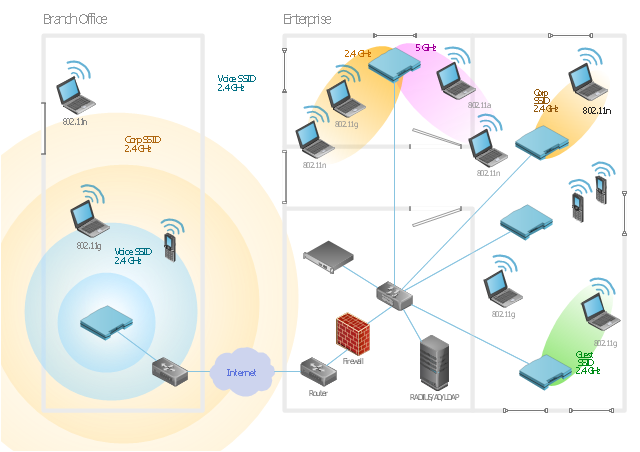 Branch Office
Enterprise
2.4 GHz
5 GHz
Voice SSID
2.4 GHz
802.11n
Corp SSID
2.4 GHz
802.11g
802.11a
802.11n
802.11n
Corp
SSID
2.4 GHz
802.11n
802.11g
Voice SSID
2.4 GHz
802.11g
802.11g
Internet
Firewall
Router
RADIUS/AD/LDAP
Guest
SSID
2.4 GHz